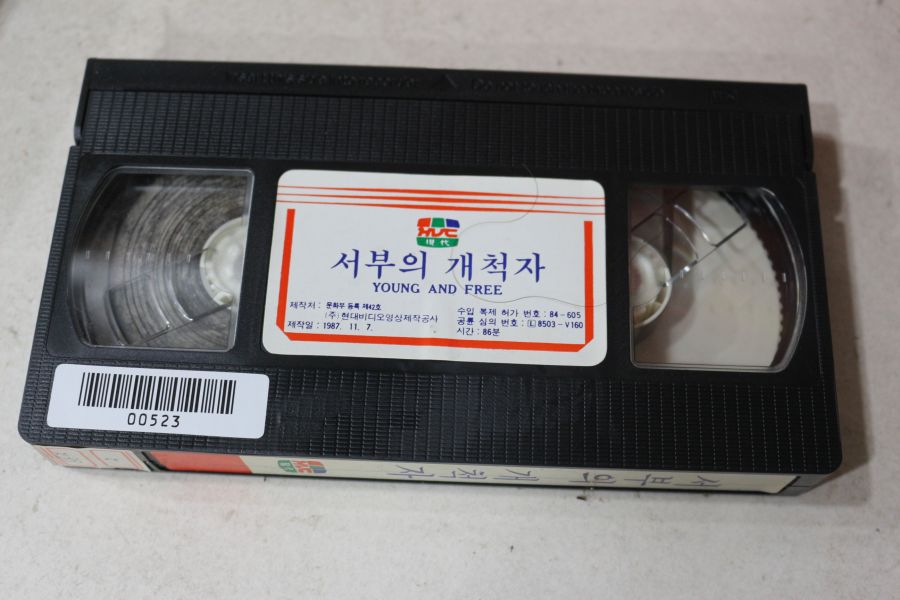 HVC
現代
서부의 개척자
YOUNG AND FREE
제작처 : 문화부 등록 제42호
(주)현대비디오영상제작공사
제작일 : 1987. 11. 7.
수입 복제 허가 번호 : 84-605
공륜 심의 번호 : Ⓛ8503-V160
시간 : 86분
00523
서부의 개척자